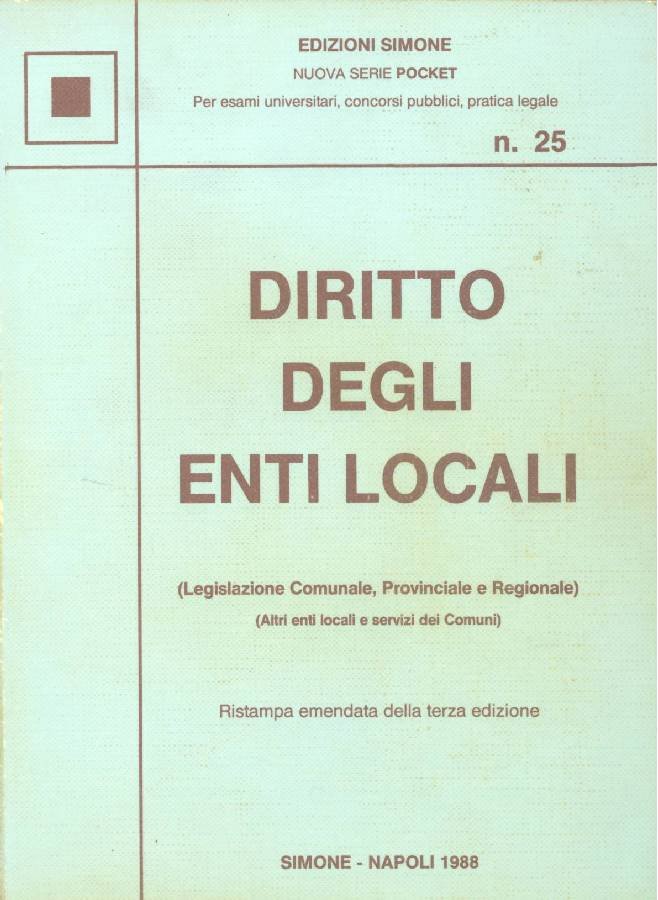 EDIZIONI SIMONE
NUOVA SERIE POCKET
Per esami universitari, concorsi pubblici, pratica legale
n. 25
DIRITTO
DEGLI
ENTI LOCALI
(Legislazione Comunale, Provinciale e Regionale)
(Altri enti locali e servizi dei Comuni)
Ristampa emendata della terza edizione
SIMONE - NAPOLI 1988